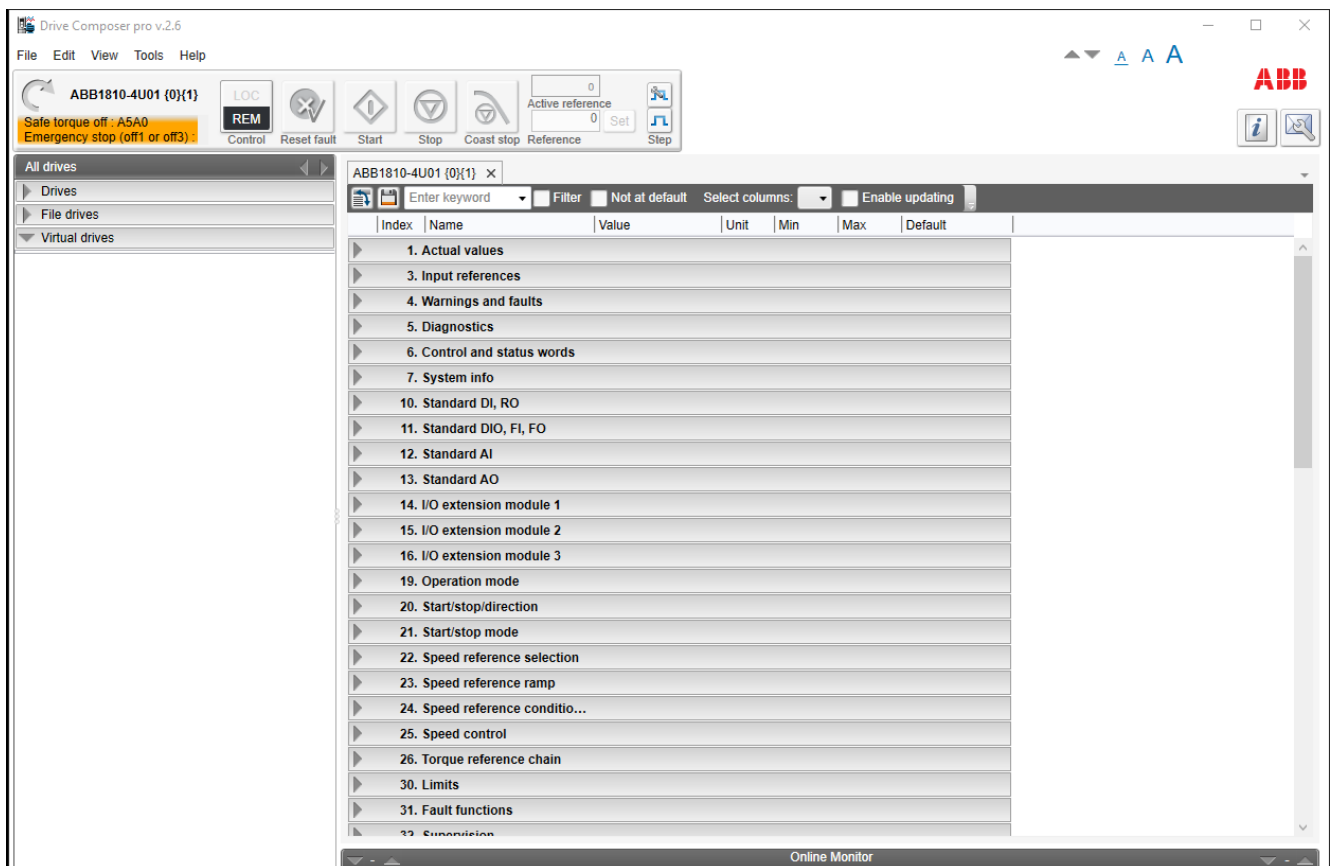 Drive Composer pro v.2.6
File Edit View Tools Help
A A A
ABB
ABB1810-4U01 {0}{1}
Safe torque off : A5A0
Emergency stop (off1 or off3) :
LOC
REM
Control
Reset fault
Start
Stop
Coast stop
0
Active reference
0 Set
Reference
Step
All drives
Drives
File drives
Virtual drives
ABB1810-4U01 {0}{1}
Enter keyword Filter Not at default Select columns: Enable updating
Index Name Value Unit Min Max Default
1. Actual values
3. Input references
4. Warnings and faults
5. Diagnostics
6. Control and status words
7. System info
10. Standard DI, RO
11. Standard DIO, FI, FO
12. Standard AI
13. Standard AO
14. I/O extension module 1
15. I/O extension module 2
16. I/O extension module 3
19. Operation mode
20. Start/stop/direction
21. Start/stop mode
22. Speed reference selection
23. Speed reference ramp
24. Speed reference conditio...
25. Speed control
26. Torque reference chain
30. Limits
31. Fault functions
32. Supervision
Online Monitor